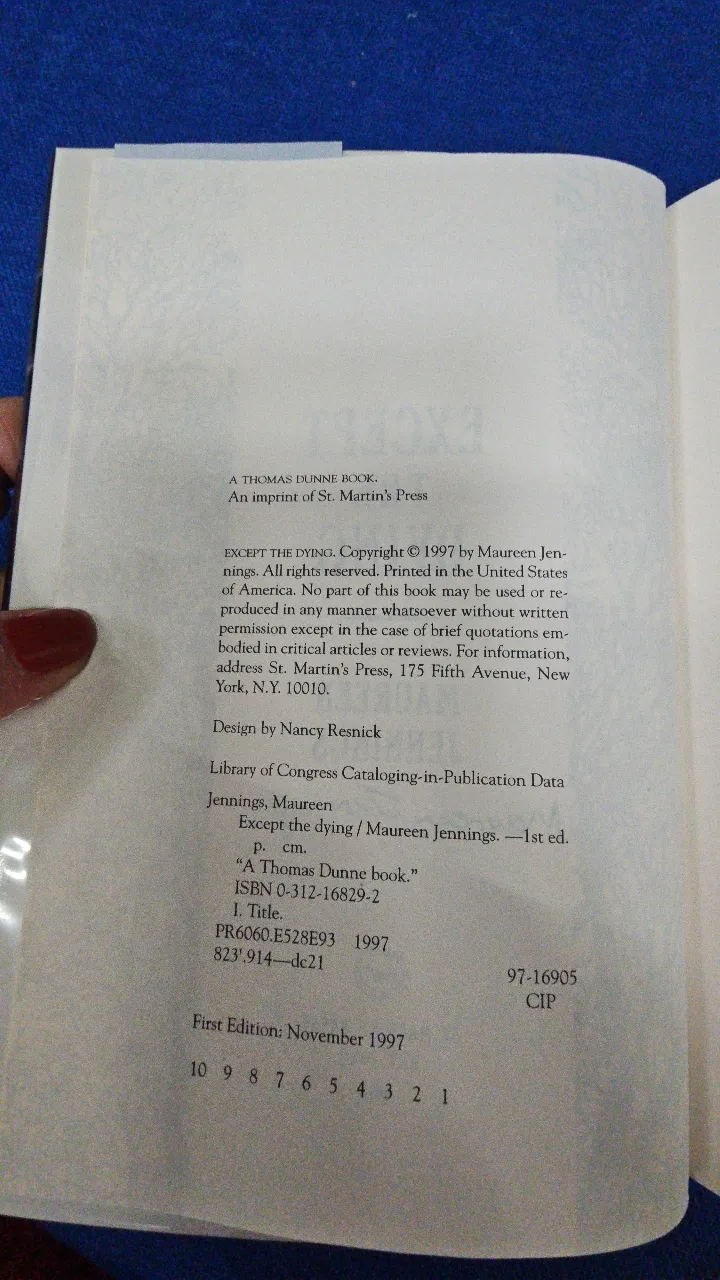 A THOMAS DUNNE BOOK.
An imprint of St. Martin's Press
EXCEPT THE DYING. Copyright © 1997 by Maureen Jen-
nings. All rights reserved. Printed in the United States
of America. No part of this book may be used or re-
produced in any manner whatsoever without written
permission except in the case of brief quotations em-
bodied in critical articles or reviews. For information,
address St. Martin's Press, 175 Fifth Avenue, New
York, N.Y. 10010.
Design by Nancy Resnick
Library of Congress Cataloging-in-Publication Data
Jennings, Maureen
Except the dying / Maureen Jennings. —1st ed.
p. cm.
"A Thomas Dunne book."
ISBN 0-312-16829-2
I. Title.
PR6060.E528E93 1997
823'.914—dc21
97-16905
CIP
First Edition: November 1997
10 9 8 7 6 5 4 3 2 1